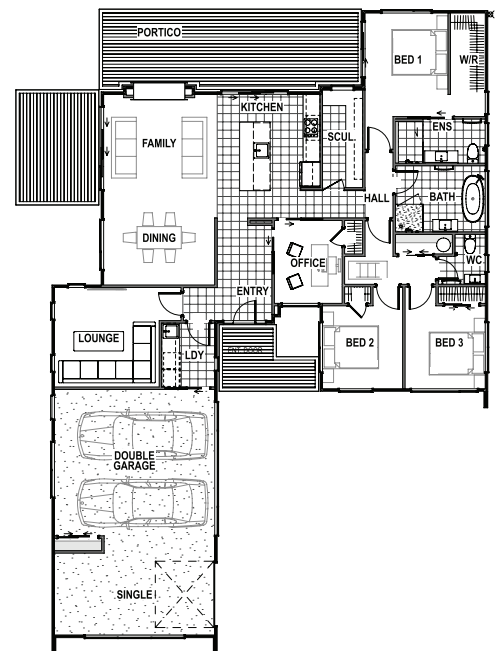 PORTICO
BED 1
W/R
KITCHEN
ENS
FAMILY
SCUL.
HALL
BATH
DINING
OFFICE
WC
ENTRY
LOUNGE
LDY
BED 2
BED 3
DOUBLE
GARAGE
SINGLE